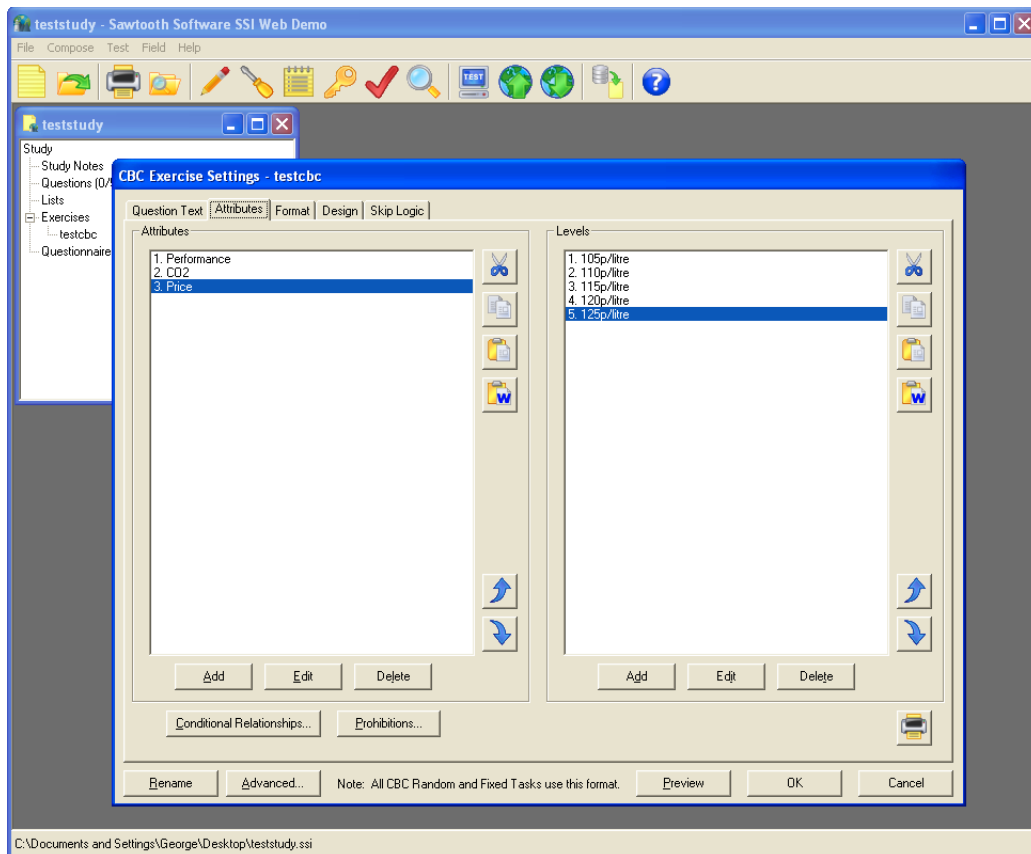 teststudy - Sawtooth Software SSI Web Demo
File Compose Test Field Help
TEST
teststudy
Study
Study Notes
Questions (0/
Lists
Exercises
testcbc
Questionnaire
CBC Exercise Settings - testcbc
Question Text Attributes Format Design Skip Logic
Attributes
1. Performance
2. CO2
3. Price
W
Add Edit Delete
Levels
1. 105p/litre
2. 110p/litre
3. 115p/litre
4. 120p/litre
5. 125p/litre
W
Add Edit Delete
Conditional Relationships... Prohibitions...
Rename Advanced... Note: All CBC Random and Fixed Tasks use this format. Preview OK Cancel
C:\Documents and Settings\George\Desktop\teststudy.ssi